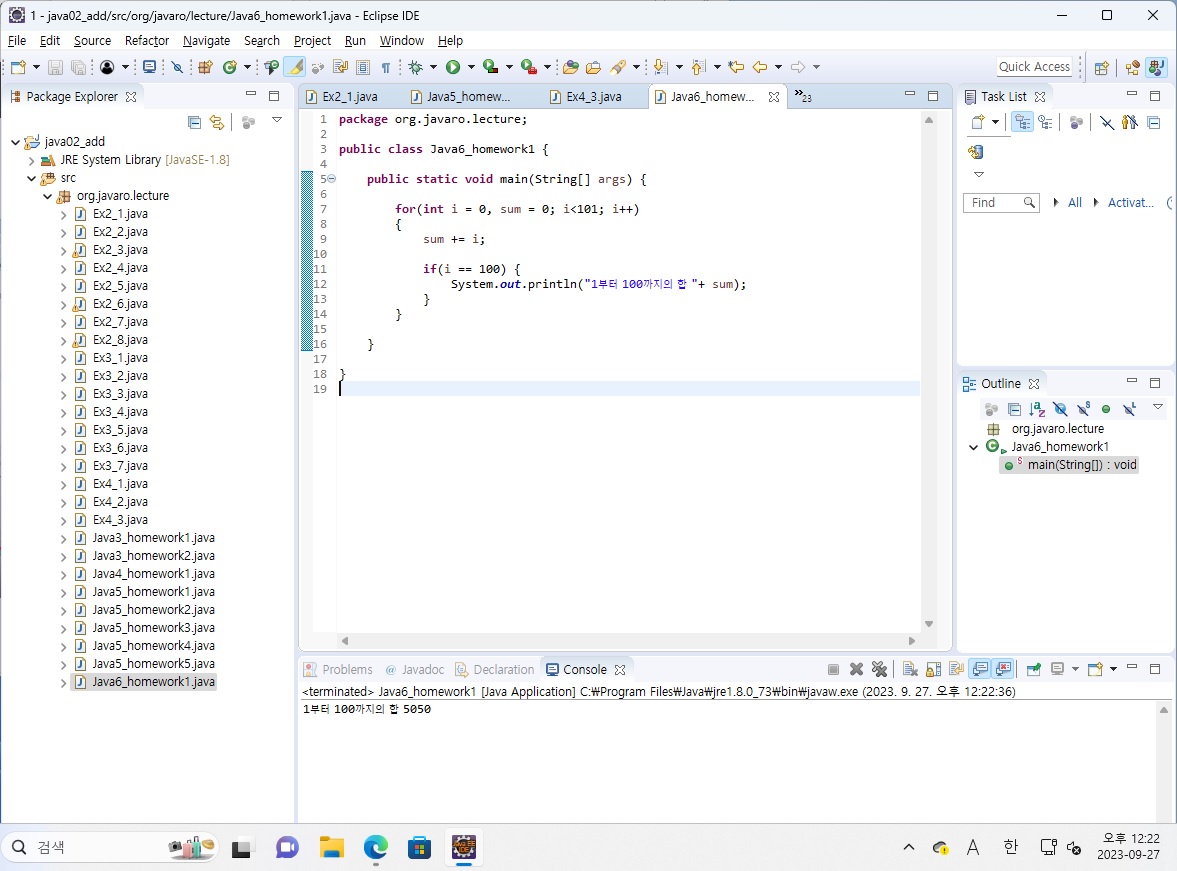 1 - java02_add/src/org/javaro/lecture/Java6_homework1.java - Eclipse IDE
File Edit Source Refactor Navigate Search Project Run Window Help
Quick Access
Package Explorer
java02_add
JRE System Library [JavaSE-1.8]
src
org.javaro.lecture
Ex2_1.java
Ex2_2.java
Ex2_3.java
Ex2_4.java
Ex2_5.java
Ex2_6.java
Ex2_7.java
Ex2_8.java
Ex3_1.java
Ex3_2.java
Ex3_3.java
Ex3_4.java
Ex3_5.java
Ex3_6.java
Ex3_7.java
Ex4_1.java
Ex4_2.java
Ex4_3.java
Java3_homework1.java
Java3_homework2.java
Java4_homework1.java
Java5_homework1.java
Java5_homework2.java
Java5_homework3.java
Java5_homework4.java
Java5_homework5.java
Java6_homework1.java
Ex2_1.java Java5_homew... Ex4_3.java Java6_homew... »23
1 package org.javaro.lecture;
2
3 public class Java6_homework1 {
4
5 public static void main(String[] args) {
6
7 for(int i = 0, sum = 0; i<101; i++)
8 {
9 sum += i;
10
11 if(i == 100) {
12 System.out.println("1부터 100까지의 합 "+ sum);
13 }
14 }
15
16 }
17
18 }
19
Task List
Find All Activat...
Outline
org.javaro.lecture
Java6_homework1
main(String[]) : void
Problems @ Javadoc Declaration Console
<terminated> Java6_homework1 [Java Application] C:₩Program Files₩Java₩jre1.8.0_73₩bin₩javaw.exe (2023. 9. 27. 오후 12:22:36)
1부터 100까지의 합 5050
검색
Java EE IDE
A 한
오후 12:22
2023-09-27